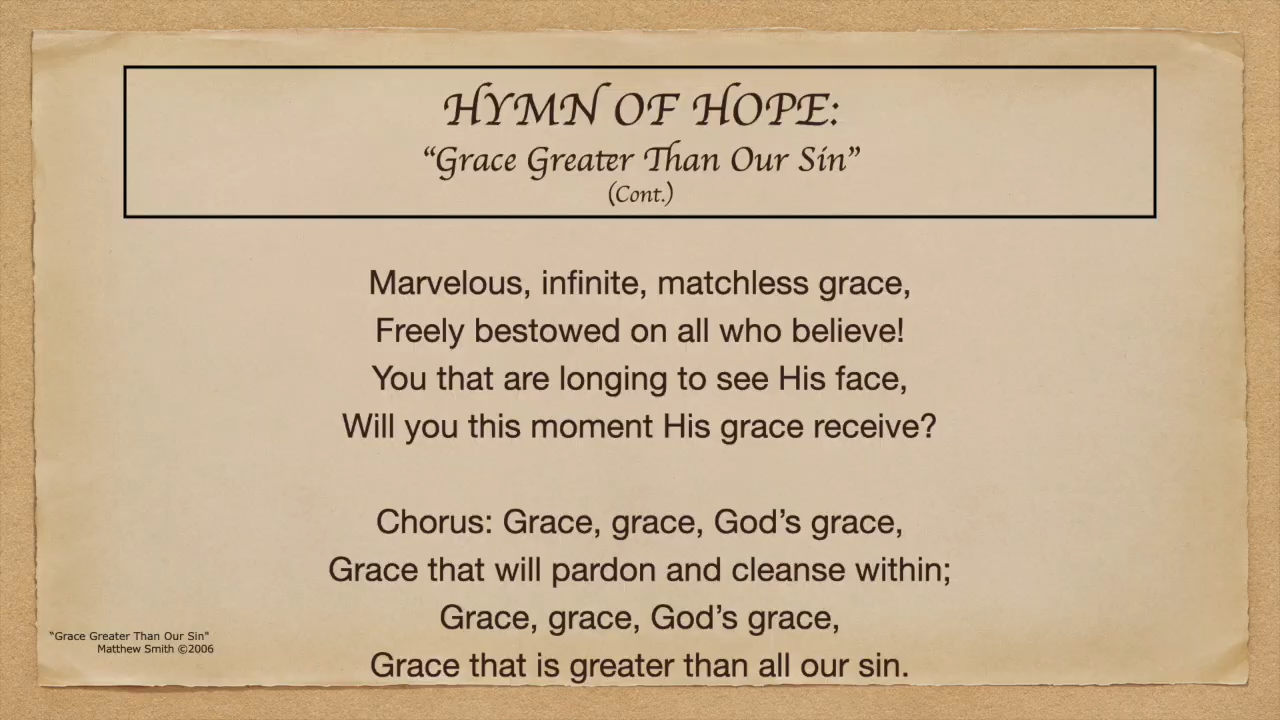 HYMN OF HOPE:
“Grace Greater Than Our Sin”
(Cont.)
Marvelous, infinite, matchless grace,
Freely bestowed on all who believe!
You that are longing to see His face,
Will you this moment His grace receive?
Chorus: Grace, grace, God’s grace,
Grace that will pardon and cleanse within;
Grace, grace, God’s grace,
Grace that is greater than all our sin.
“Grace Greater Than Our Sin”
Matthew Smith ©2006